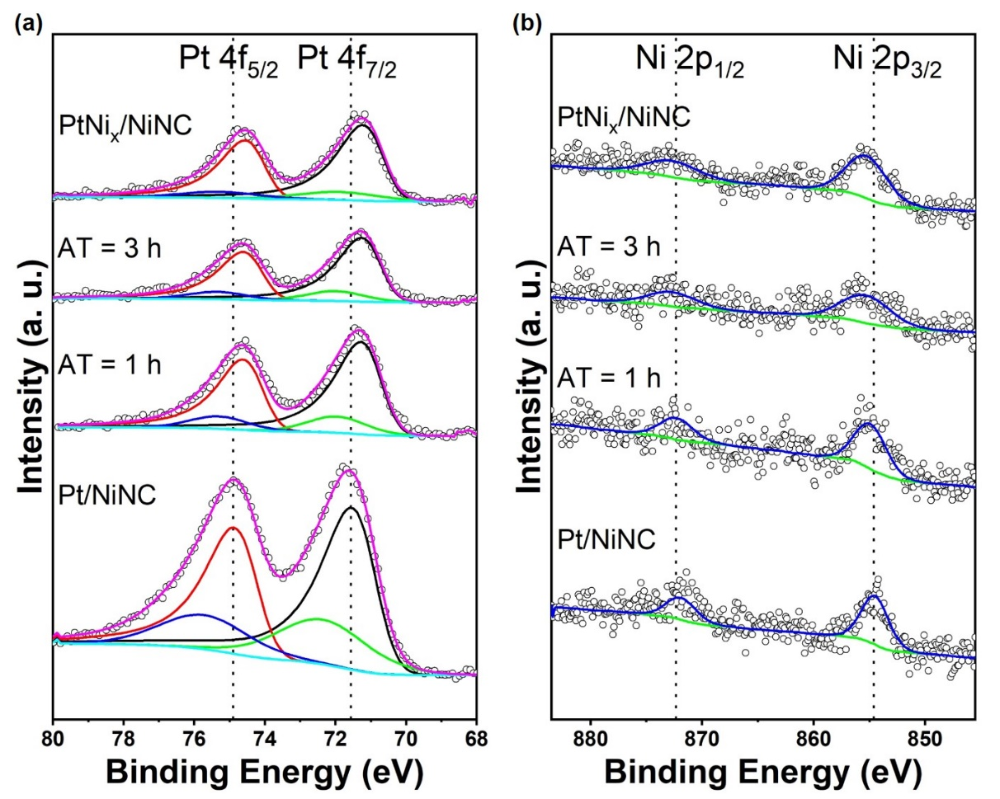 (a)
Pt 4f5/2 Pt 4f7/2
PtNix/NiNC
AT = 3 h
AT = 1 h
Pt/NiNC
Intensity (a. u.)
80 78 76 74 72 70 68
Binding Energy (eV)
(b)
Ni 2p1/2 Ni 2p3/2
PtNix/NiNC
AT = 3 h
AT = 1 h
Pt/NiNC
Intensity (a. u.)
880 870 860 850
Binding Energy (eV)